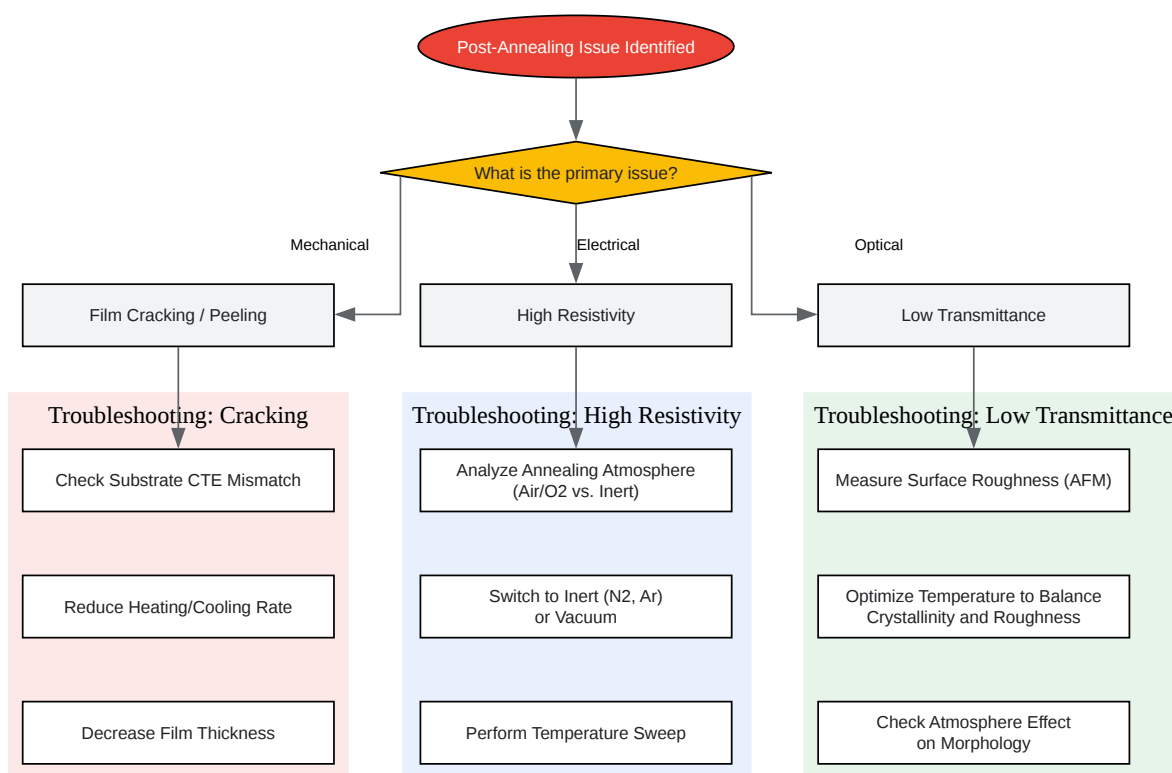 Post-Annealing Issue Identified
What is the primary issue?
Mechanical
Electrical
Optical
Film Cracking / Peeling
High Resistivity
Low Transmittance
Troubleshooting: Cracking
Check Substrate CTE Mismatch
Reduce Heating/Cooling Rate
Decrease Film Thickness
Troubleshooting: High Resistivity
Analyze Annealing Atmosphere
(Air/O2 vs. Inert)
Switch to Inert (N2, Ar)
or Vacuum
Perform Temperature Sweep
Troubleshooting: Low Transmittance
Measure Surface Roughness (AFM)
Optimize Temperature to Balance
Crystallinity and Roughness
Check Atmosphere Effect
on Morphology